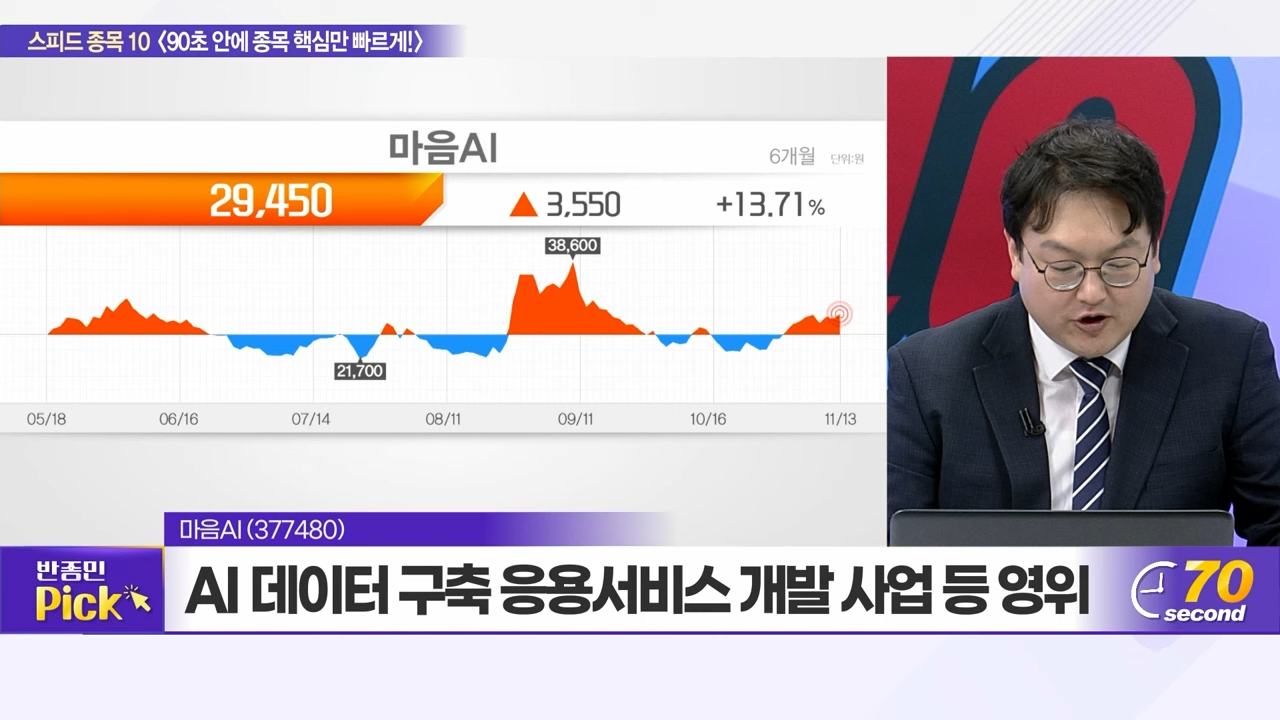 스피드 종목 10 〈90초 안에 종목 핵심만 빠르게!〉
마음AI
6개월 단위:원
29,450 ▲ 3,550 +13.71%
38,600
21,700
05/18 06/16 07/14 08/11 09/11 10/16 11/13
마음AI (377480)
반종민
Pick
AI 데이터 구축 응용서비스 개발 사업 등 영위
70
second